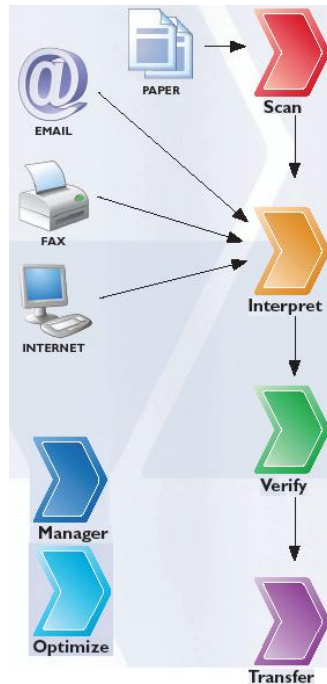 PAPER
Scan
EMAIL
FAX
Interpret
INTERNET
Verify
Manager
Optimize
Transfer